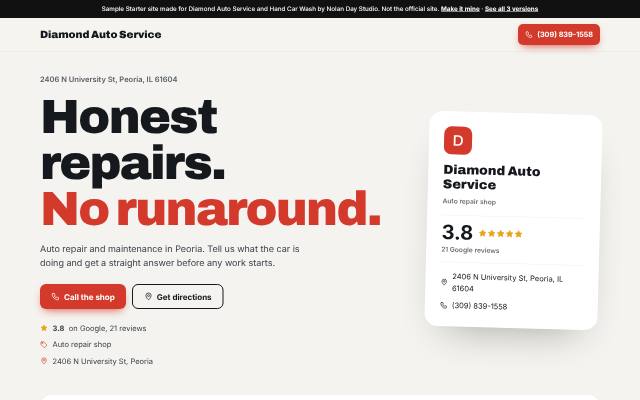 Sample Starter site made for Diamond Auto Service and Hand Car Wash by Nolan Day Studio. Not the official site. Make it mine · See all 3 versions
Diamond Auto Service
(309) 839-1558
2406 N University St, Peoria, IL 61604
Honest
repairs.
No runaround.
Auto repair and maintenance in Peoria. Tell us what the car is
doing and get a straight answer before any work starts.
Call the shop
Get directions
3.8 on Google, 21 reviews
Auto repair shop
2406 N University St, Peoria
D
Diamond Auto
Service
Auto repair shop
3.8
21 Google reviews
2406 N University St, Peoria, IL
61604
(309) 839-1558